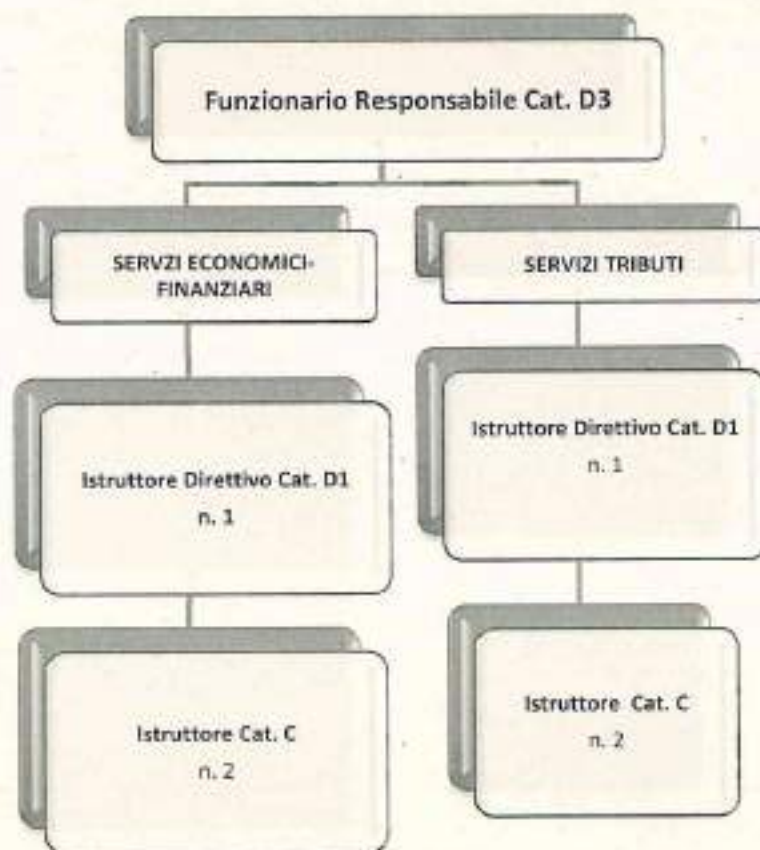 Funzionario Responsabile Cat. D3
SERVZI ECONOMICI-
FINANZIARI
SERVIZI TRIBUTI
Istruttore Direttivo Cat. D1
n. 1
Istruttore Direttivo Cat. D1
n. 1
Istruttore Cat. C
n. 2
Istruttore Cat. C
n. 2